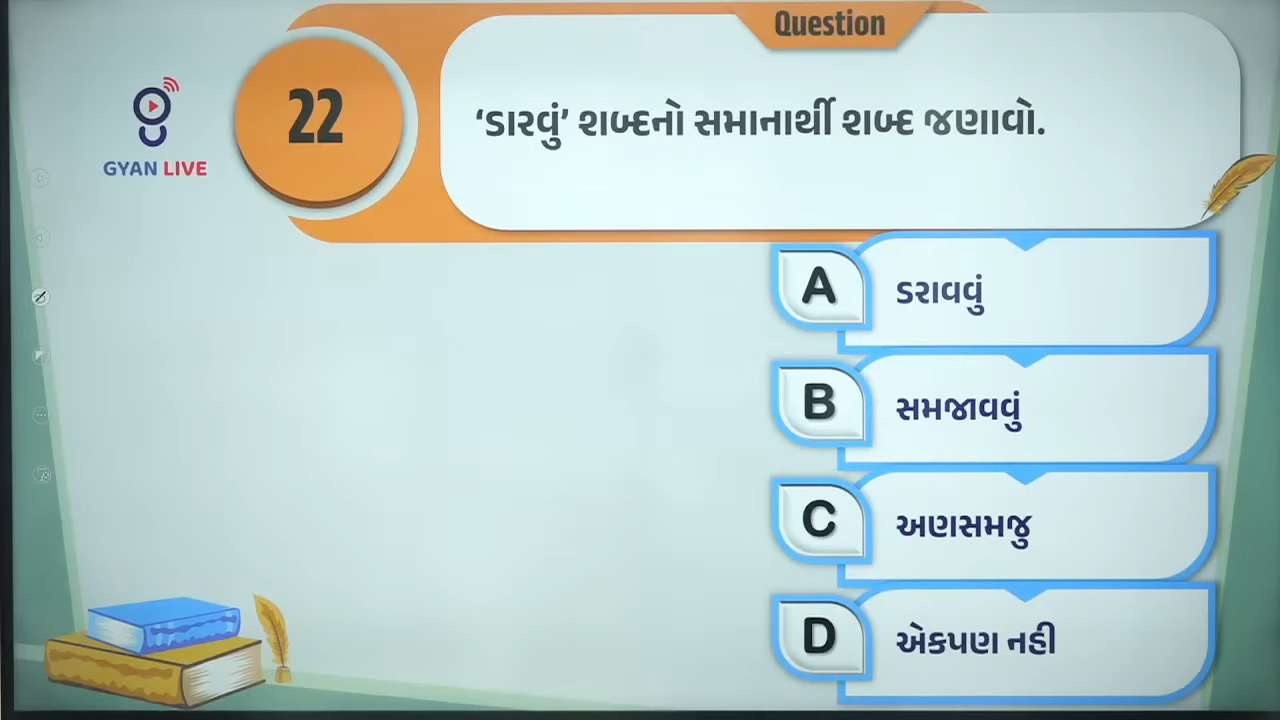 Question
22
‘ડારવું’ શબ્દનો સમાનાર્થી શબ્દ જણાવો.
GYAN LIVE
A
ડરાવવું
B
સમજાવવું
C
અણસમજુ
D
એકપણ નહી